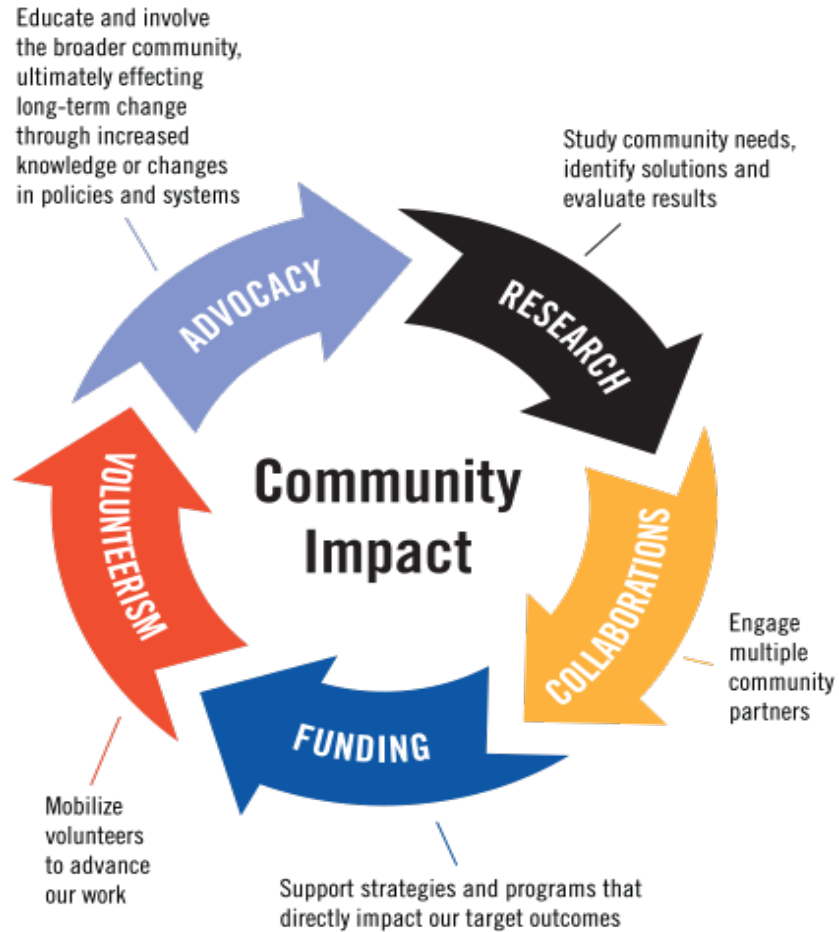 Educate and involve
the broader community,
ultimately effecting
long-term change
through increased
knowledge or changes
in policies and systems
Study community needs,
identify solutions and
evaluate results
ADVOCACY
RESEARCH
Community
Impact
VOLUNTEERISM
COLLABORATIONS
Engage
multiple
community
partners
FUNDING
Mobilize
volunteers
to advance
our work
Support strategies and programs that
directly impact our target outcomes